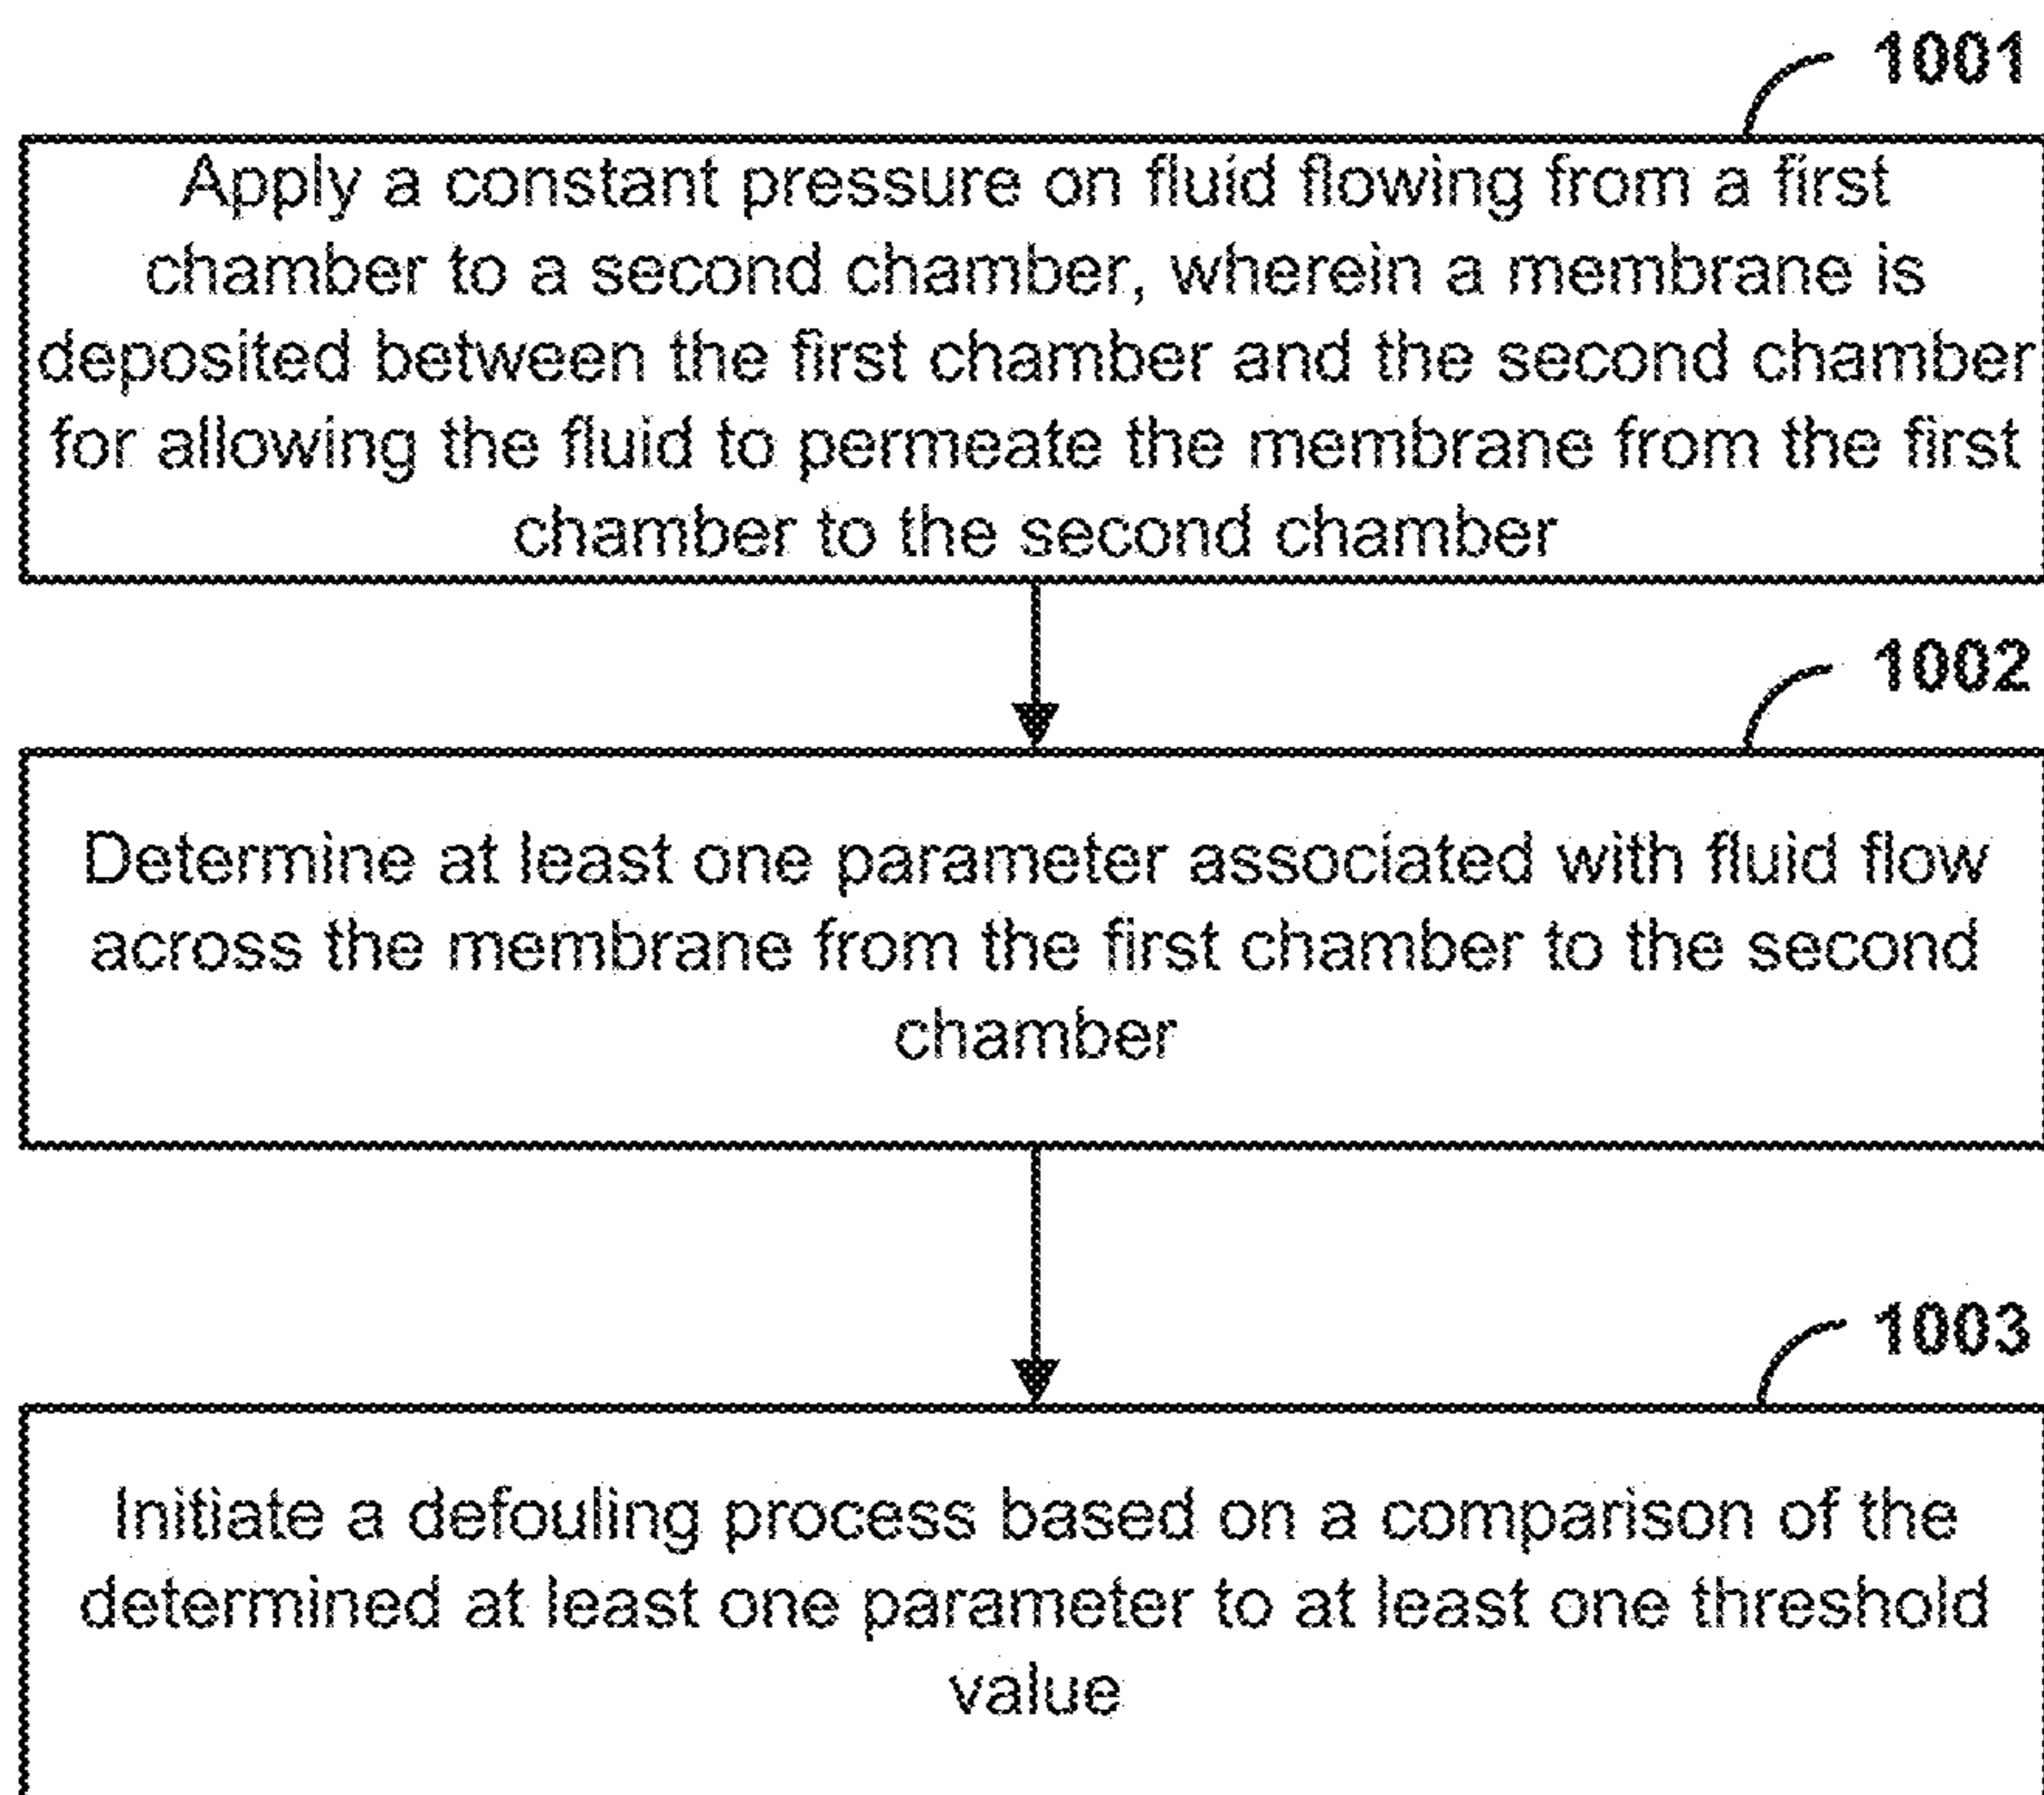 1001
Apply a constant pressure on fluid flowing from a first
chamber to a second chamber, wherein a membrane is
deposited between the first chamber and the second chamber
for allowing the fluid to permeate the membrane from the first
chamber to the second chamber
1002
Determine at least one parameter associated with fluid flow
across the membrane from the first chamber to the second
chamber
1003
Initiate a defouling process based on a comparison of the
determined at least one parameter to at least one threshold
value